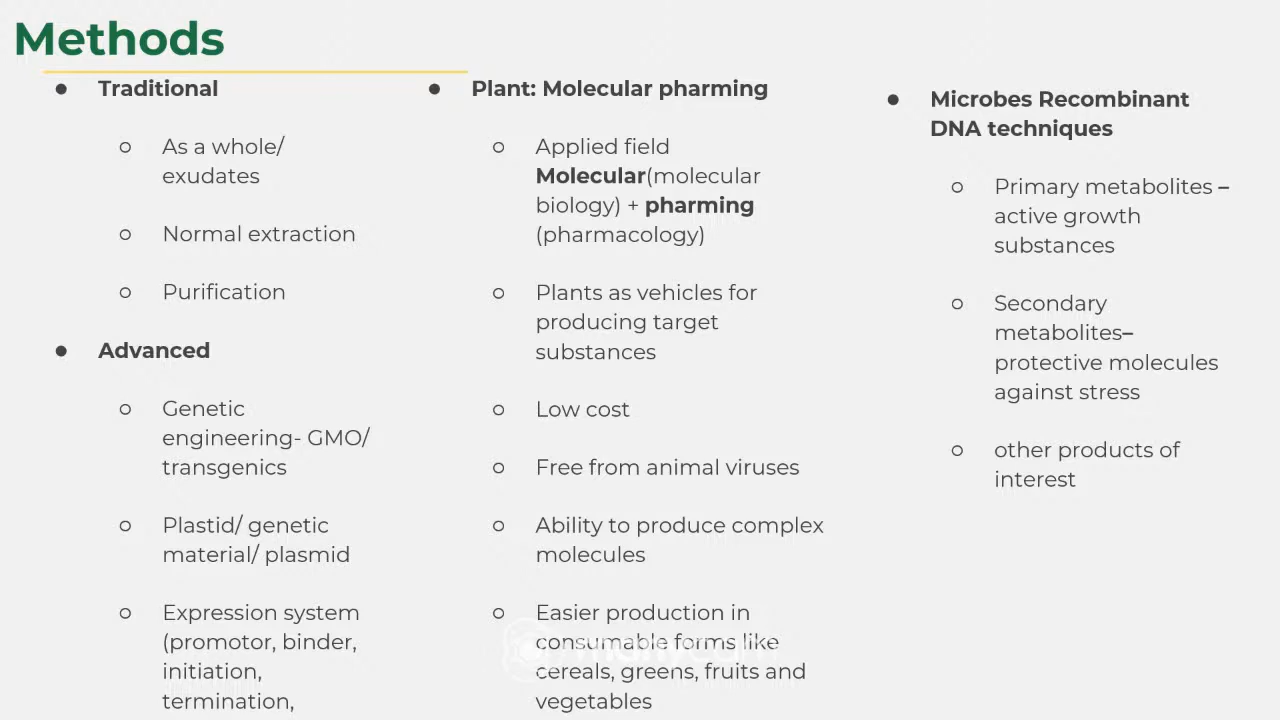 Methods
Traditional
As a whole/
exudates
Normal extraction
Purification
Advanced
Genetic
engineering- GMO/
transgenics
Plastid/ genetic
material/ plasmid
Expression system
(promotor, binder,
initiation,
termination,
Plant: Molecular pharming
Applied field
Molecular(molecular
biology) + pharming
(pharmacology)
Plants as vehicles for
producing target
substances
Low cost
Free from animal viruses
Ability to produce complex
molecules
Easier production in
consumable forms like
cereals, greens, fruits and
vegetables
Microbes Recombinant
DNA techniques
Primary metabolites –
active growth
substances
Secondary
metabolites–
protective molecules
against stress
other products of
interest